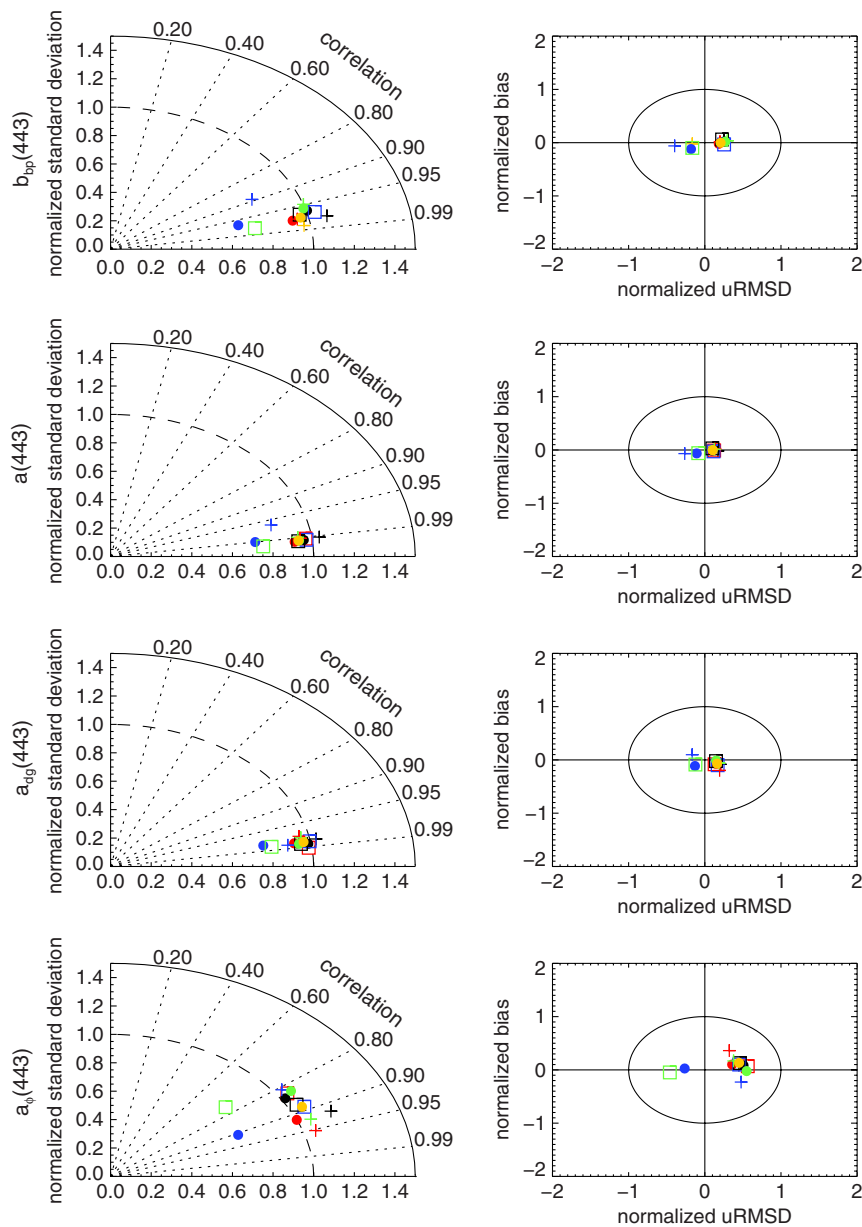 b_bp(443)
normalized standard deviation
1.4
1.2
1.0
0.8
0.6
0.4
0.2
0.0
0.0 0.2 0.4 0.6 0.8 1.0 1.2 1.4
0.20
0.40
0.60
correlation
0.80
0.90
0.95
0.99
normalized bias
2
1
0
−1
−2
−2 −1 0 1 2
normalized uRMSD
a(443)
normalized standard deviation
1.4
1.2
1.0
0.8
0.6
0.4
0.2
0.0
0.0 0.2 0.4 0.6 0.8 1.0 1.2 1.4
0.20
0.40
0.60
correlation
0.80
0.90
0.95
0.99
normalized bias
2
1
0
−1
−2
−2 −1 0 1 2
normalized uRMSD
a_dg(443)
normalized standard deviation
1.4
1.2
1.0
0.8
0.6
0.4
0.2
0.0
0.0 0.2 0.4 0.6 0.8 1.0 1.2 1.4
0.20
0.40
0.60
correlation
0.80
0.90
0.95
0.99
normalized bias
2
1
0
−1
−2
−2 −1 0 1 2
normalized uRMSD
a_ϕ(443)
normalized standard deviation
1.4
1.2
1.0
0.8
0.6
0.4
0.2
0.0
0.0 0.2 0.4 0.6 0.8 1.0 1.2 1.4
0.20
0.40
0.60
correlation
0.80
0.90
0.95
0.99
normalized bias
2
1
0
−1
−2
−2 −1 0 1 2
normalized uRMSD